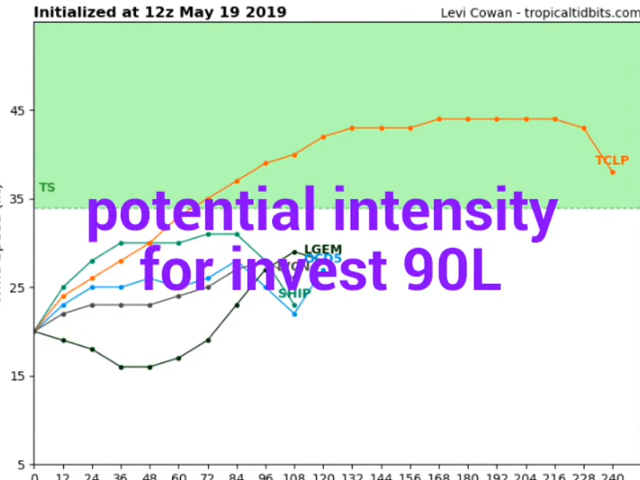 Initialized at 12z May 19 2019
Levi Cowan - tropicaltidbits.com
45
TCLP
TS
35
potential intensity
LGEM
for invest 90L
25
SHIP
15
5
0 12 24 36 48 60 72 84 96 108 120 132 144 156 168 180 192 204 216 228 240